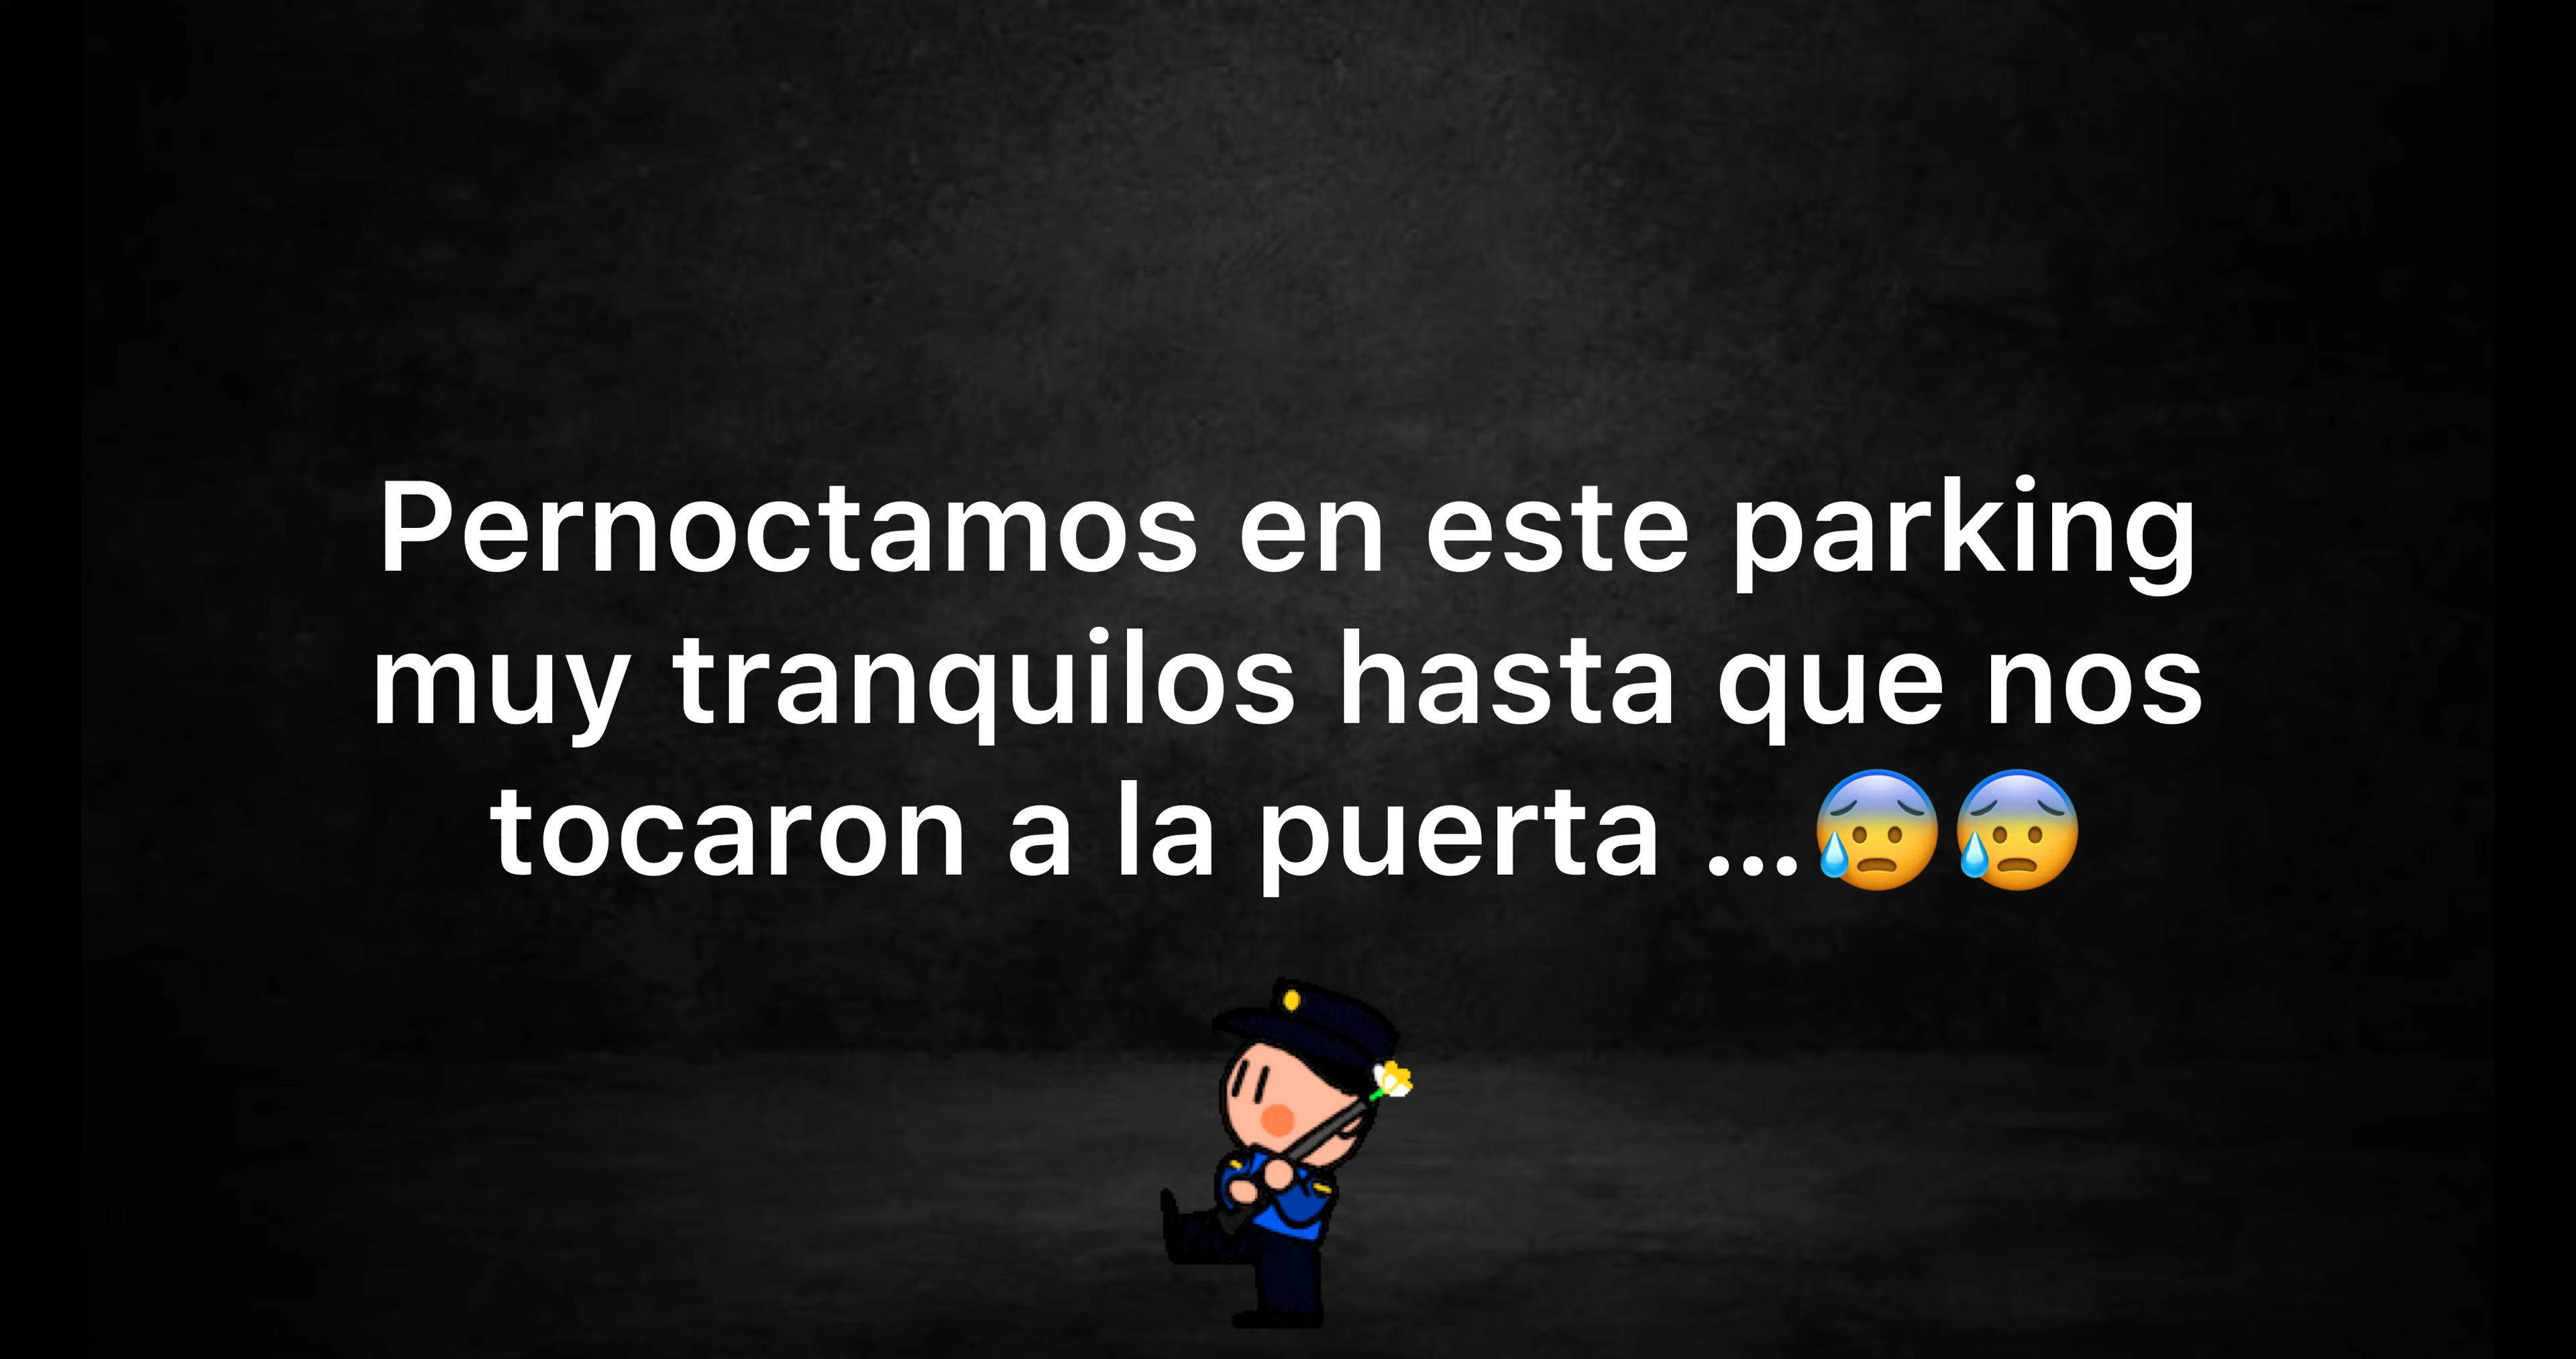 Pernoctamos en este parking
muy tranquilos hasta que nos
tocaron a la puerta ...😰😰